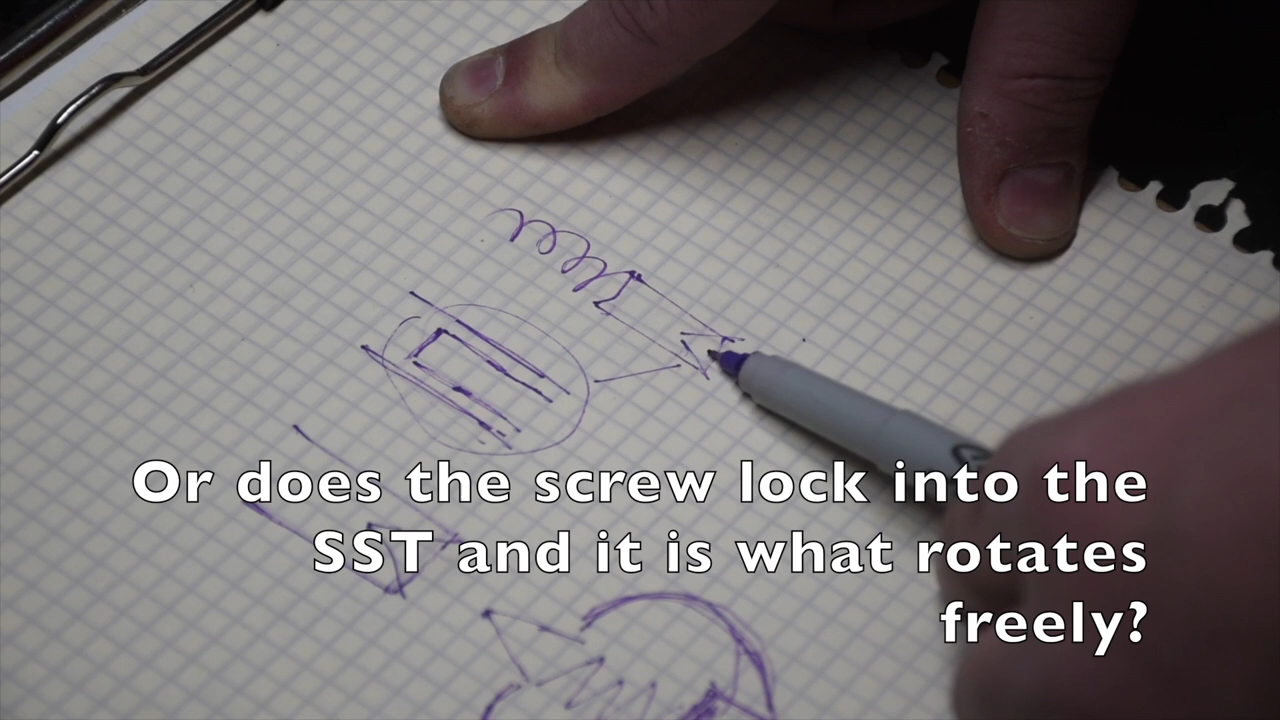 Or does the screw lock into the
SST and it is what rotates
freely?